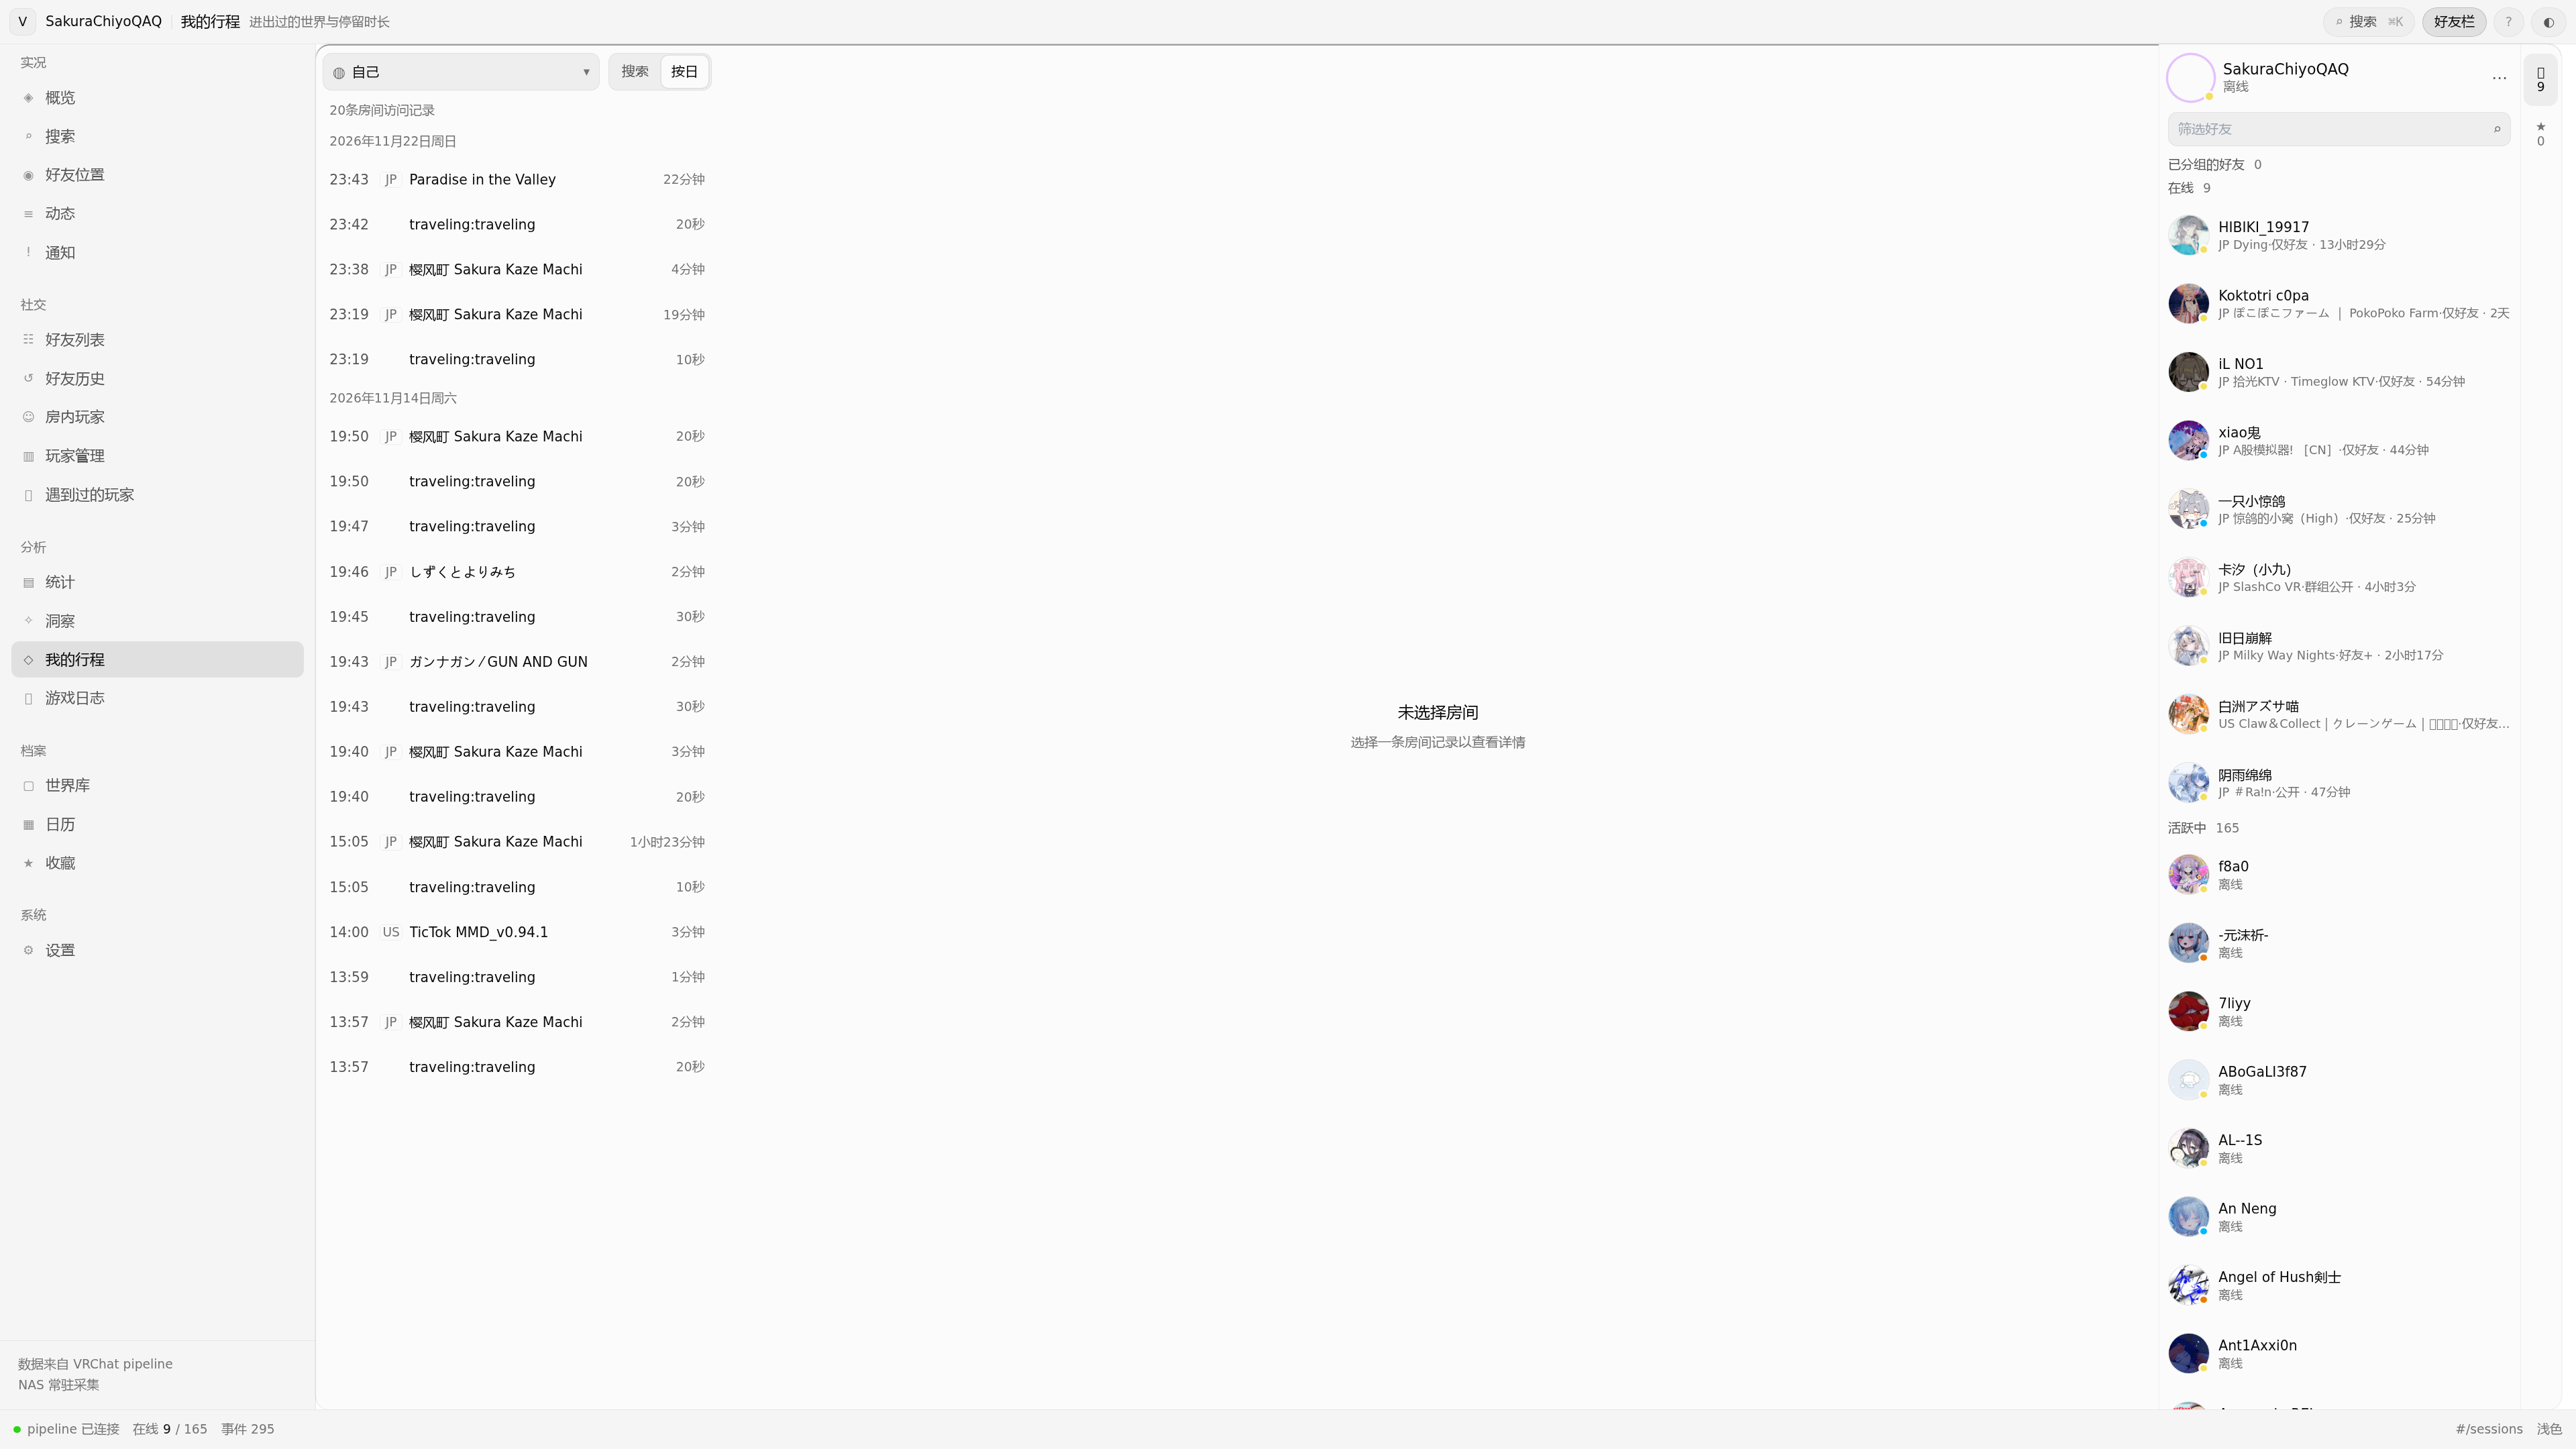 V SakuraChiyoQAQ 我的行程 进出过的世界与停留时长
搜索 ⌘K 好友栏 ?
实况
概览
搜索
好友位置
动态
通知
社交
好友列表
好友历史
房内玩家
玩家管理
遇到过的玩家
分析
统计
洞察
我的行程
游戏日志
档案
世界库
日历
收藏
系统
设置
数据来自 VRChat pipeline
NAS 常驻采集
自己 搜索 按日
20条房间访问记录
2026年11月22日周日
23:43 JP Paradise in the Valley 22分钟
23:42 traveling:traveling 20秒
23:38 JP 樱风町 Sakura Kaze Machi 4分钟
23:19 JP 樱风町 Sakura Kaze Machi 19分钟
23:19 traveling:traveling 10秒
2026年11月14日周六
19:50 JP 樱风町 Sakura Kaze Machi 20秒
19:50 traveling:traveling 20秒
19:47 traveling:traveling 3分钟
19:46 JP しずくとよりみち 2分钟
19:45 traveling:traveling 30秒
19:43 JP ガンナガン/GUN AND GUN 2分钟
19:43 traveling:traveling 30秒
19:40 JP 樱风町 Sakura Kaze Machi 3分钟
19:40 traveling:traveling 20秒
15:05 JP 樱风町 Sakura Kaze Machi 1小时23分钟
15:05 traveling:traveling 10秒
14:00 US TicTok MMD_v0.94.1 3分钟
13:59 traveling:traveling 1分钟
13:57 JP 樱风町 Sakura Kaze Machi 2分钟
13:57 traveling:traveling 20秒
未选择房间
选择一条房间记录以查看详情
SakuraChiyoQAQ
离线
...
筛选好友
已分组的好友 0
在线 9
HIBIKI_19917
JP Dying·仅好友 · 13小时29分
Koktotri c0pa
JP ぽこぽこファーム | PokoPoko Farm·仅好友 · 2天
iL NO1
JP 拾光KTV · Timeglow KTV·仅好友 · 54分钟
xiao鬼
JP A股模拟器! [CN] ·仅好友 · 44分钟
一只小惊鸽
JP 惊鸽的小窝（High）·仅好友 · 25分钟
卡汐（小九）
JP SlashCo VR·群组公开 · 4小时3分
旧日崩解
JP Milky Way Nights·好友+ · 2小时17分
白洲アズサ喵
US Claw＆Collect | クレーンゲーム | ·仅好友...
阴雨绵绵
JP ＃Ra!n·公开 · 47分钟
活跃中 165
f8a0
离线
-元沫祈-
离线
7liyy
离线
ABoGaLI3f87
离线
AL--1S
离线
An Neng
离线
Angel of Hush剣士
离线
Ant1Axxi0n
离线
9
★
0
pipeline 已连接 在线 9 / 165 事件 295
#/sessions 浅色